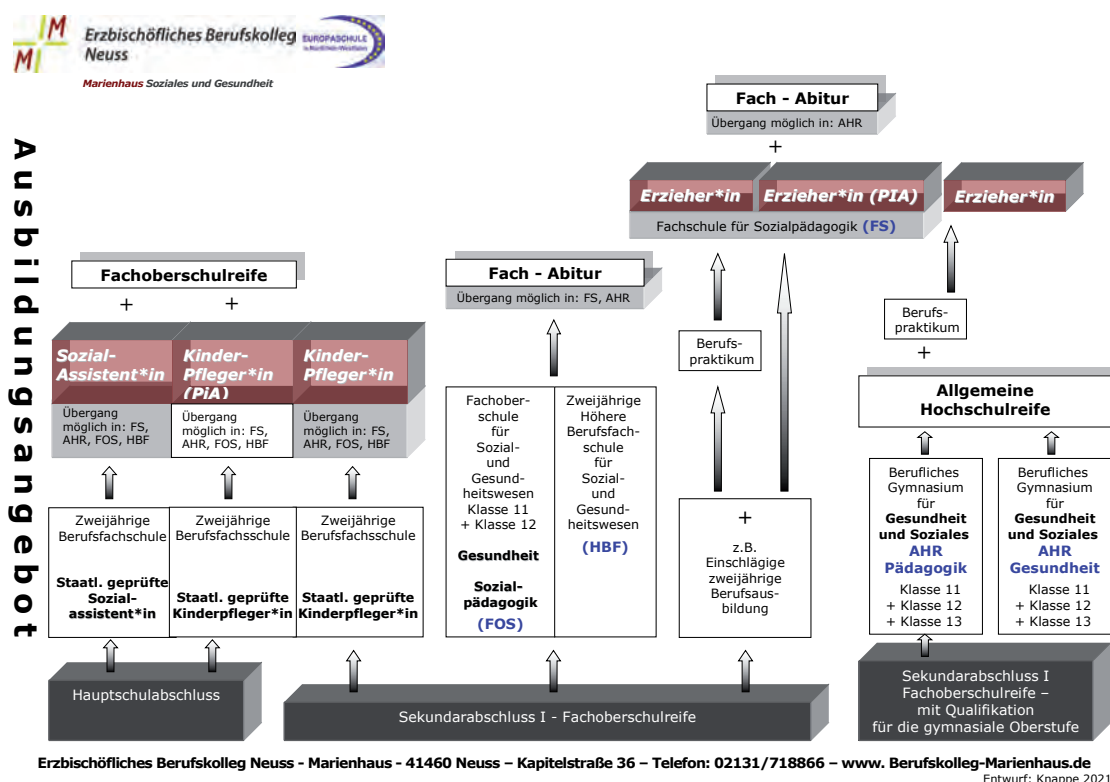 Erzbischöfliches Berufskolleg
Neuss
EUROPASCHULE
in Nordrhein-Westfalen
Marienhaus Soziales und Gesundheit
Ausbildungsangebot
Fach - Abitur
Übergang möglich in: AHR
+
Erzieher*in
Erzieher*in (PIA)
Erzieher*in
Fachschule für Sozialpädagogik (FS)
Fachoberschulreife
+ +
Fach - Abitur
Übergang möglich in: FS, AHR
Berufs-
praktikum
Berufs-
praktikum
+
Sozial-
Assistent*in
Übergang
möglich in: FS,
AHR, FOS, HBF
Kinder-
Pfleger*in
(PiA)
Übergang
möglich in: FS,
AHR, FOS, HBF
Kinder-
Pfleger*in
Übergang
möglich in: FS,
AHR, FOS, HBF
Allgemeine
Hochschulreife
Zweijährige
Berufsfachschule
Staatl. geprüfte
Sozial-
assistent*in
Zweijährige
Berufsfachsschule
Staatl. geprüfte
Kinderpfleger*in
Zweijährige
Berufsfachsschule
Staatl. geprüfte
Kinderpfleger*in
Fachober-
schule
für
Sozial-
und
Gesund-
heitswesen
Klasse 11
+ Klasse 12
Gesundheit
Sozial-
pädagogik
(FOS)
Zweijährige
Höhere
Berufsfach-
schule
für
Sozial-
und
Gesund-
heitswesen
(HBF)
+
z.B.
Einschlägige
zweijährige
Berufsaus-
bildung
Berufliches
Gymnasium
für
Gesundheit
und Soziales
AHR
Pädagogik
Klasse 11
+ Klasse 12
+ Klasse 13
Berufliches
Gymnasium
für
Gesundheit
und Soziales
AHR
Gesundheit
Klasse 11
+ Klasse 12
+ Klasse 13
Hauptschulabschluss
Sekundarabschluss I - Fachoberschulreife
Sekundarabschluss I
Fachoberschulreife –
mit Qualifikation
für die gymnasiale Oberstufe
Erzbischöfliches Berufskolleg Neuss - Marienhaus - 41460 Neuss – Kapitelstraße 36 – Telefon: 02131/718866 – www. Berufskolleg-Marienhaus.de
Entwurf: Knappe 2021